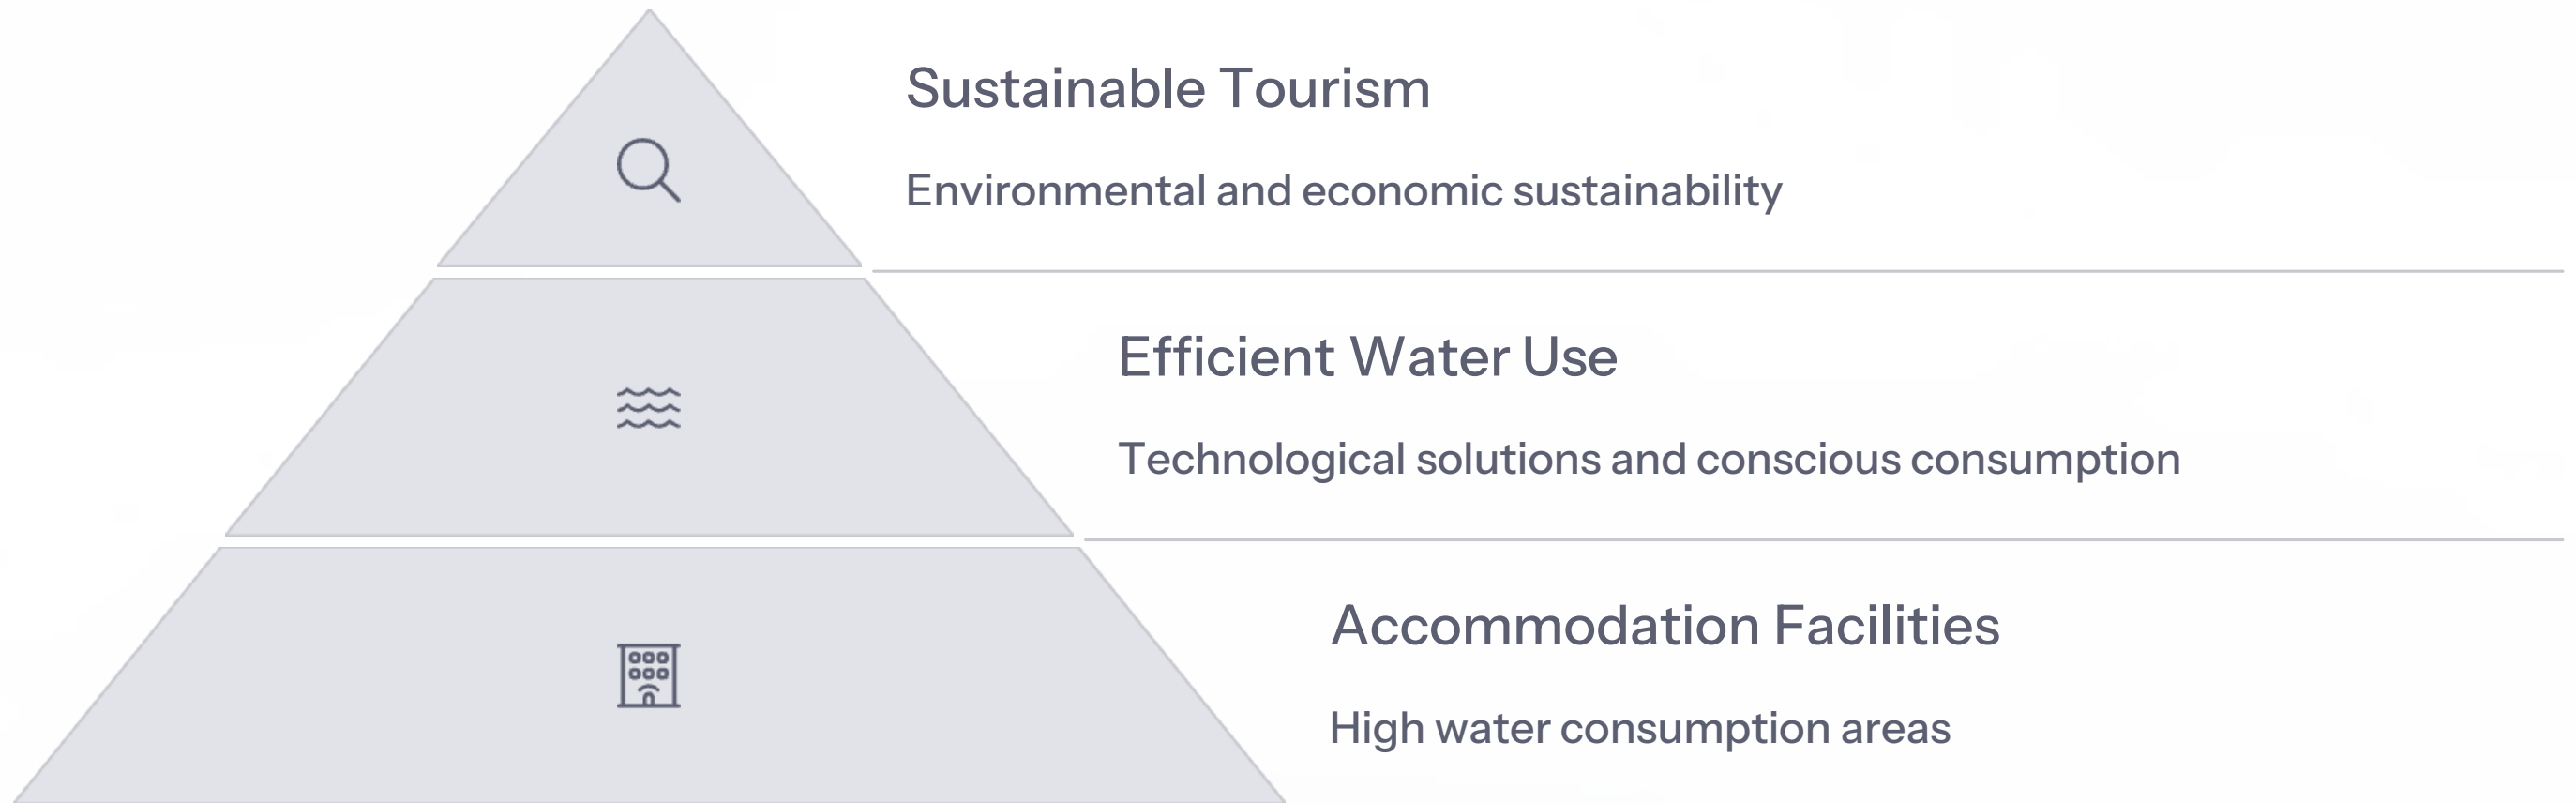 Sustainable Tourism
Environmental and economic sustainability
Efficient Water Use
Technological solutions and conscious consumption
Accommodation Facilities
High water consumption areas